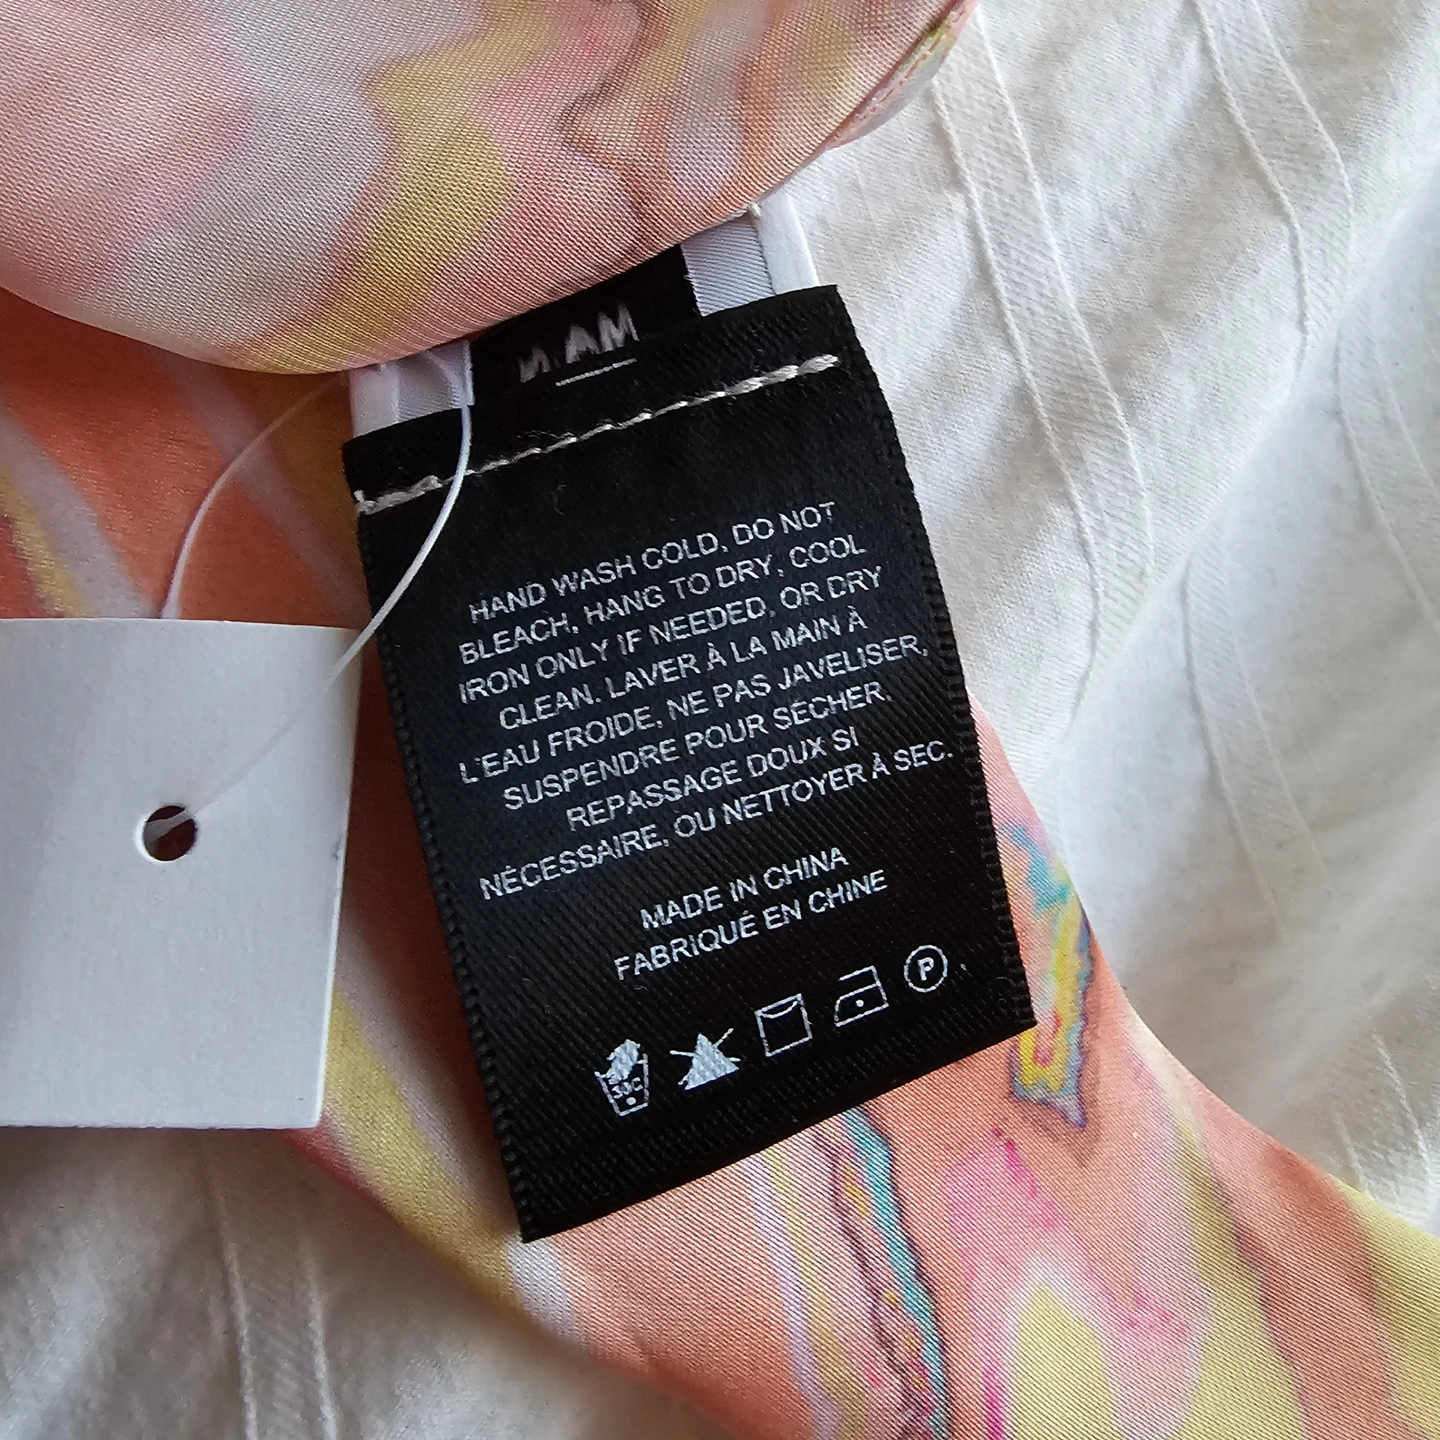 HAND WASH COLD, DO NOT
BLEACH, HANG TO DRY, COOL
IRON ONLY IF NEEDED, OR DRY
CLEAN. LAVER À LA MAIN À
L'EAU FROIDE, NE PAS JAVELISER,
SUSPENDRE POUR SÉCHER,
REPASSAGE DOUX SI
NÉCESSAIRE, OU NETTOYER À SEC.
MADE IN CHINA
FABRIQUÉ EN CHINE
30C
P